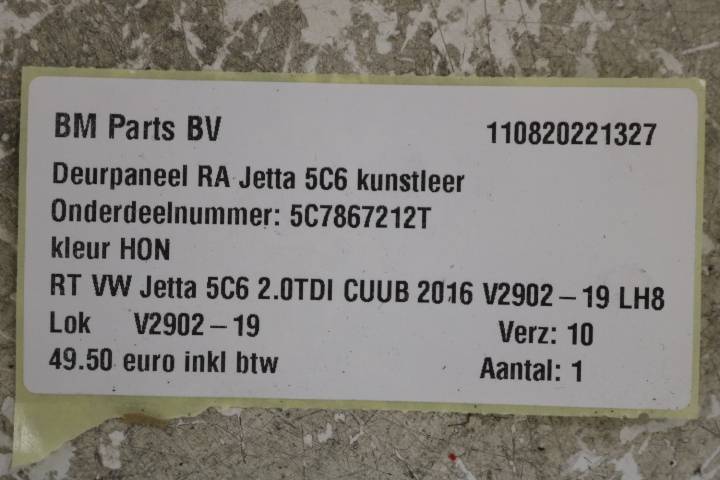 BM Parts BV 110820221327
Deurpaneel RA Jetta 5C6 kunstleer
Onderdeelnummer: 5C7867212T
kleur HON
RT VW Jetta 5C6 2.0TDI CUUB 2016 V2902-19 LH8
Lok V2902-19 Verz: 10
49.50 euro inkl btw Aantal: 1